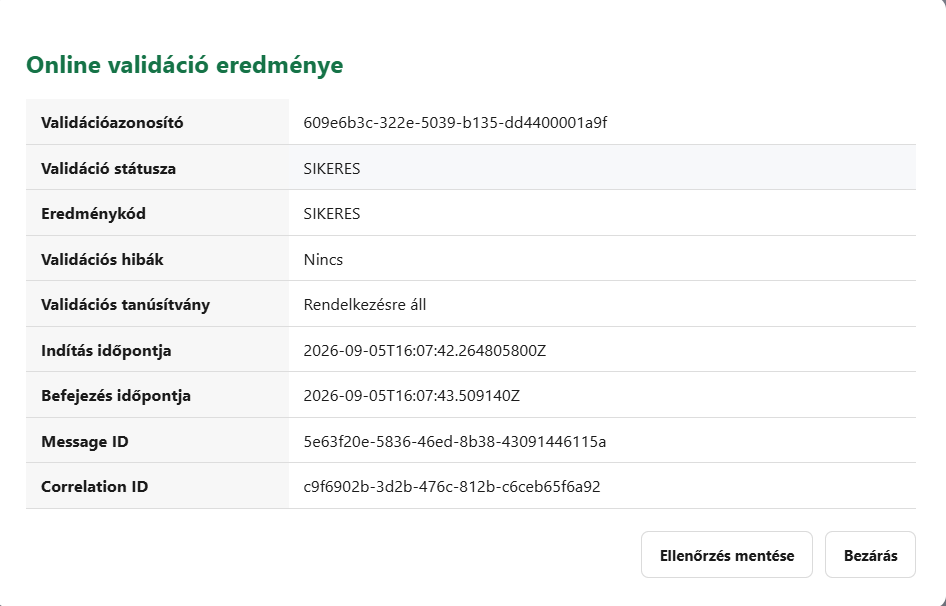 Online validáció eredménye
Validációazonosító 609e6b3c-322e-5039-b135-dd4400001a9f
Validáció státusza SIKERES
Eredménykód SIKERES
Validációs hibák Nincs
Validációs tanúsítvány Rendelkezésre áll
Indítás időpontja 2026-09-05T16:07:42.264805800Z
Befejezés időpontja 2026-09-05T16:07:43.509140Z
Message ID 5e63f20e-5836-46ed-8b38-43091446115a
Correlation ID c9f6902b-3d2b-476c-812b-c6ceb65f6a92
Ellenőrzés mentése Bezárás